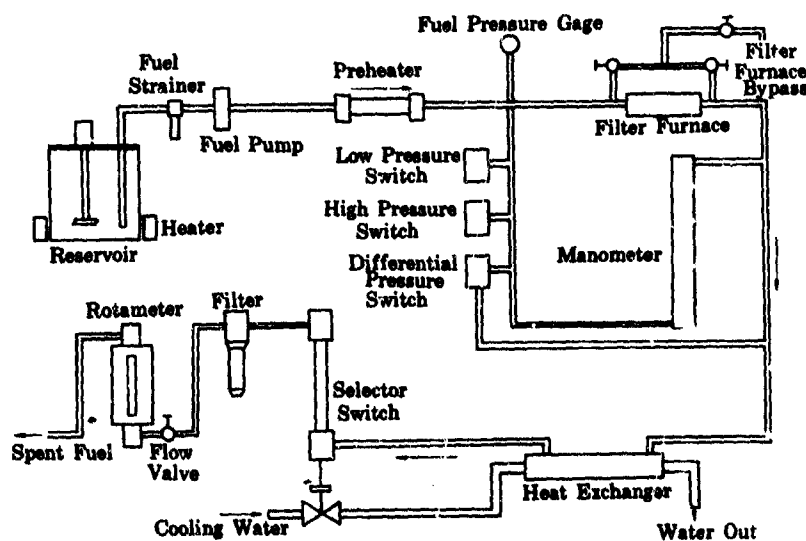 Fuel Pressure Gage
Fuel
Strainer
Preheater
Filter
Furnace
Bypass
Fuel Pump
Filter Furnace
Low Pressure
Switch
High Pressure
Switch
Heater
Reservoir
Differential
Pressure
Switch
Manometer
Rotameter
Filter
Selector
Switch
Spent Fuel
Flow
Valve
Heat Exchanger
Cooling Water
Water Out